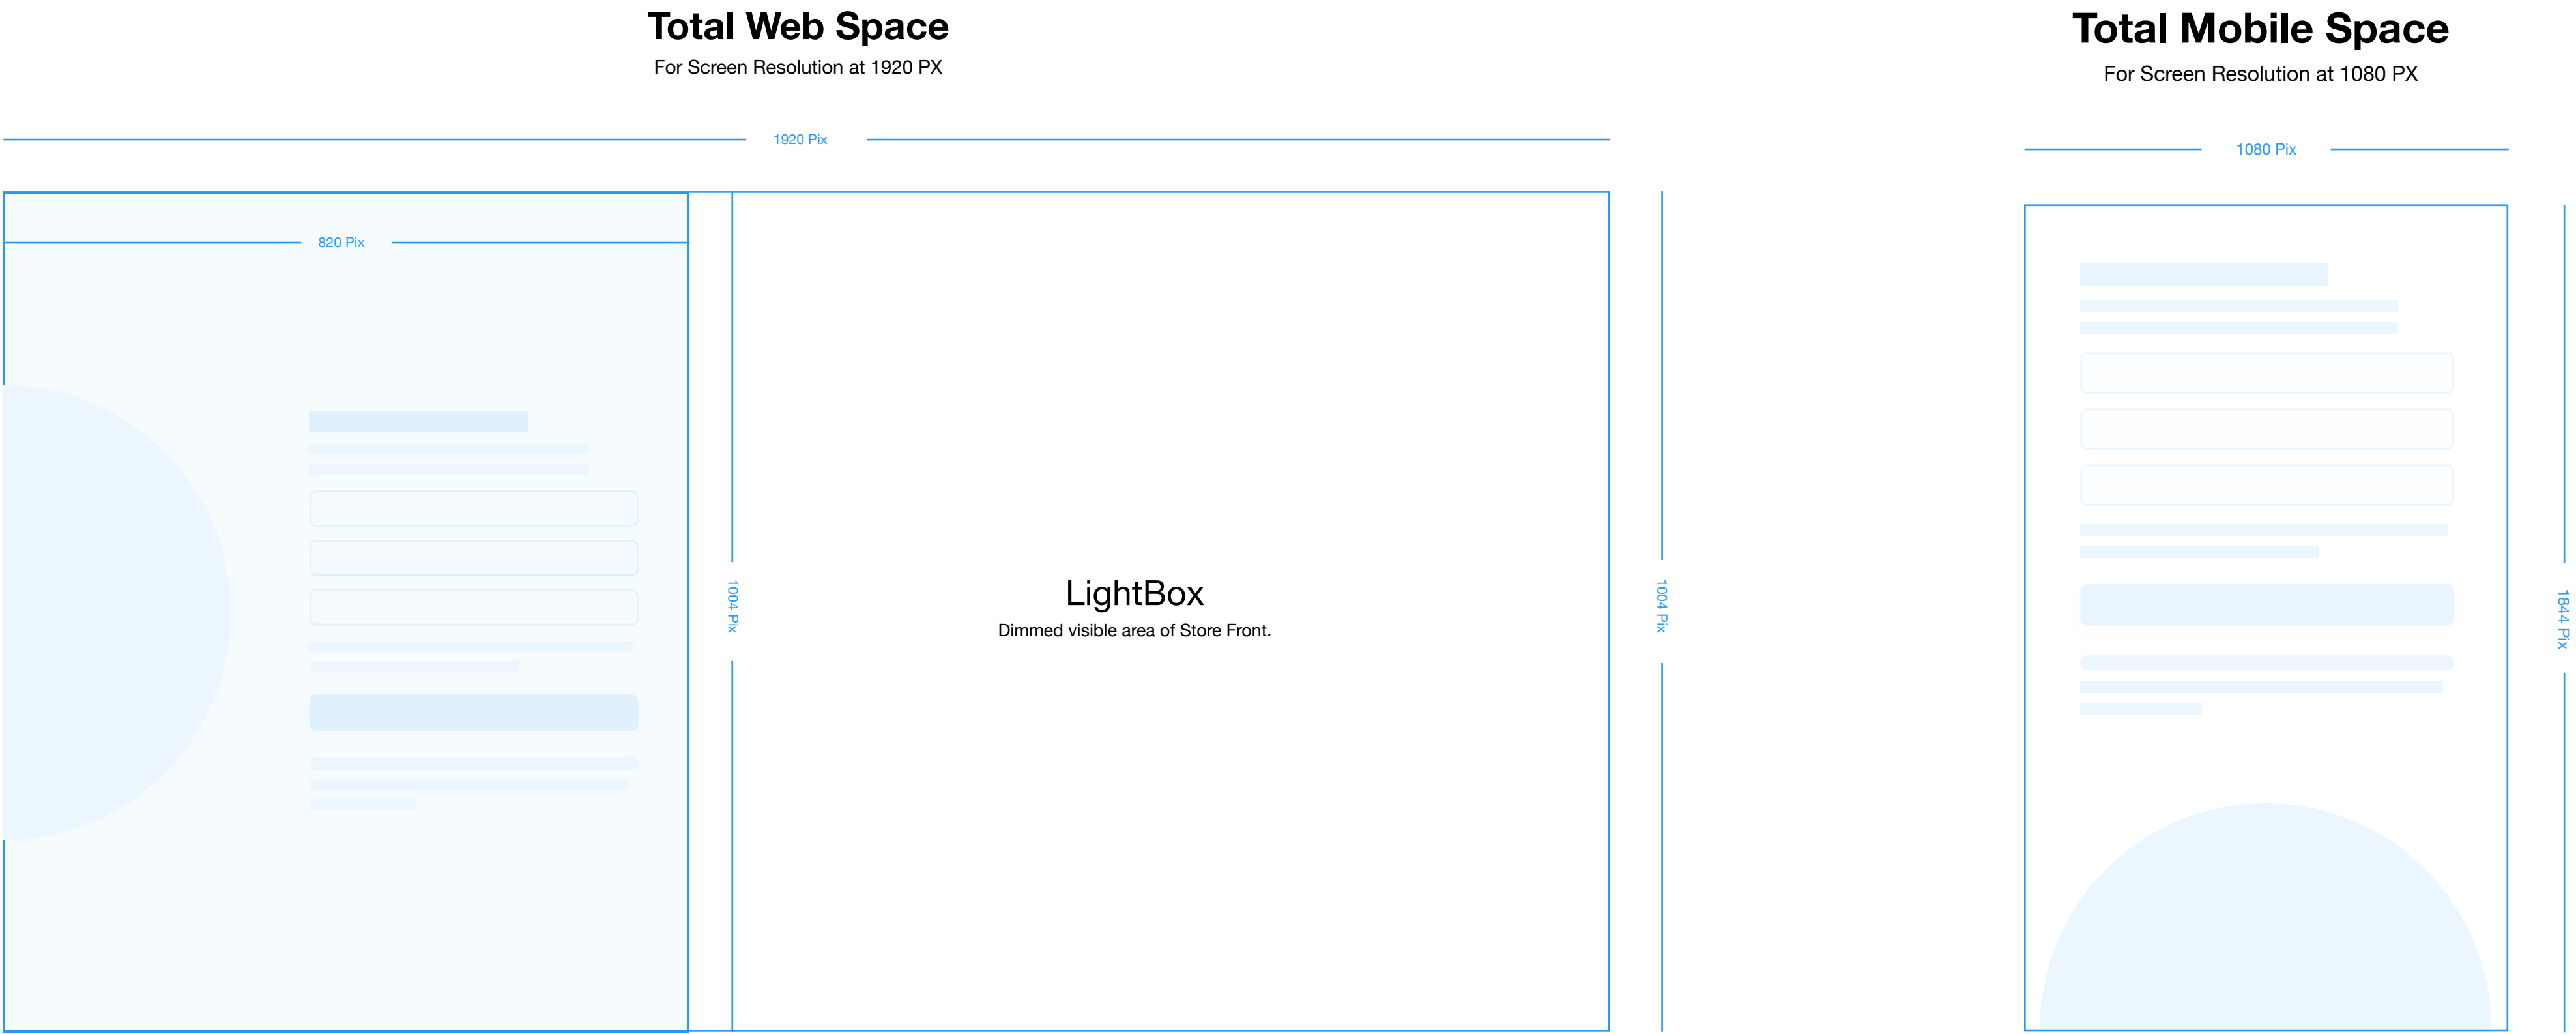 Total Web Space
For Screen Resolution at 1920 PX
1920 Pix
820 Pix
1004 Pix
LightBox
Dimmed visible area of Store Front.
1004 Pix
Total Mobile Space
For Screen Resolution at 1080 PX
1080 Pix
1844 Pix